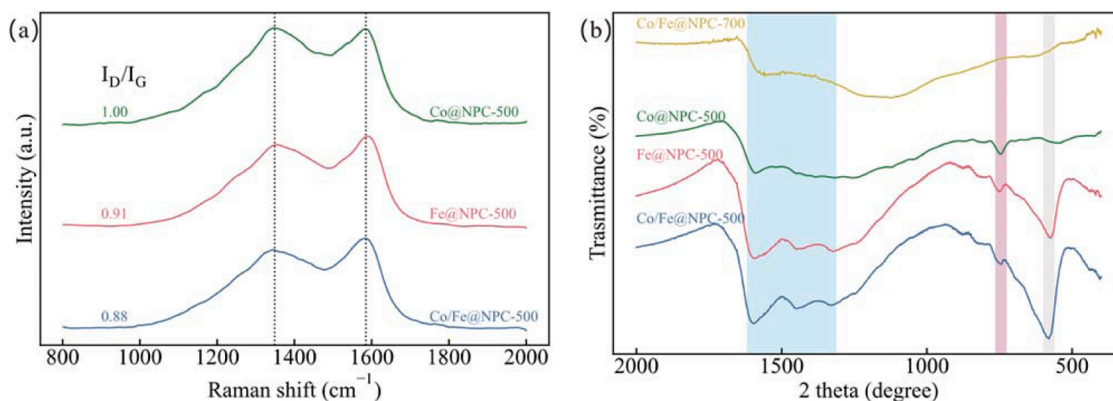 (a)
I_D/I_G
1.00
Co@NPC-500
0.91
Fe@NPC-500
0.88
Co/Fe@NPC-500
Intensity (a.u.)
800 1000 1200 1400 1600 1800 2000
Raman shift (cm⁻¹)
(b)
Co/Fe@NPC-700
Co@NPC-500
Fe@NPC-500
Co/Fe@NPC-500
Trasmittance (%)
2000 1500 1000 500
2 theta (degree)